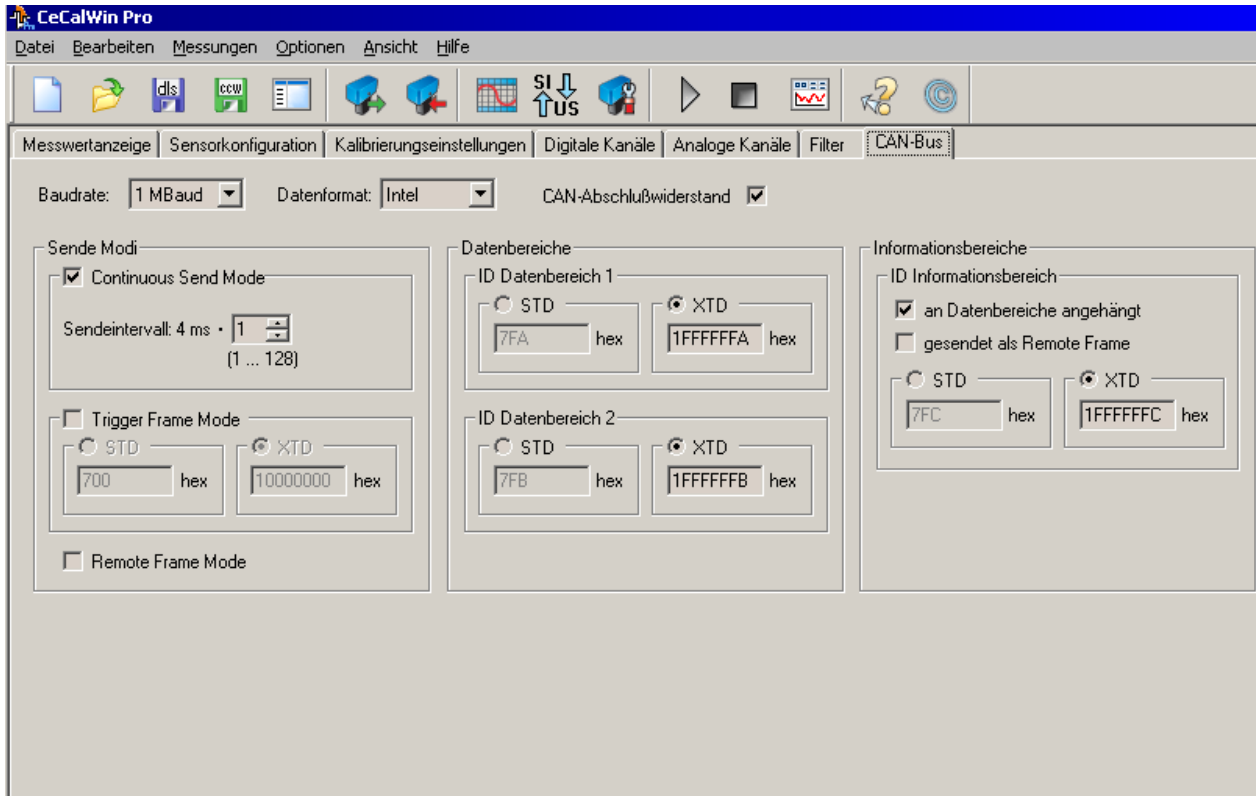 CeCalWin Pro
Datei Bearbeiten Messungen Optionen Ansicht Hilfe
dls ccw SI US
Messwertanzeige Sensorkonfiguration Kalibrierungseinstellungen Digitale Kanäle Analoge Kanäle Filter CAN-Bus
Baudrate: 1 MBaud Datenformat: Intel CAN-Abschlußwiderstand
Sende Modi
Continuous Send Mode
Sendeintervall: 4 ms • 1
(1 ... 128)
Trigger Frame Mode
STD XTD
700 hex 10000000 hex
Remote Frame Mode
Datenbereiche
ID Datenbereich 1
STD XTD
7FA hex 1FFFFFFA hex
ID Datenbereich 2
STD XTD
7FB hex 1FFFFFFB hex
Informationsbereiche
ID Informationsbereich
an Datenbereiche angehängt
gesendet als Remote Frame
STD XTD
7FC hex 1FFFFFFC hex